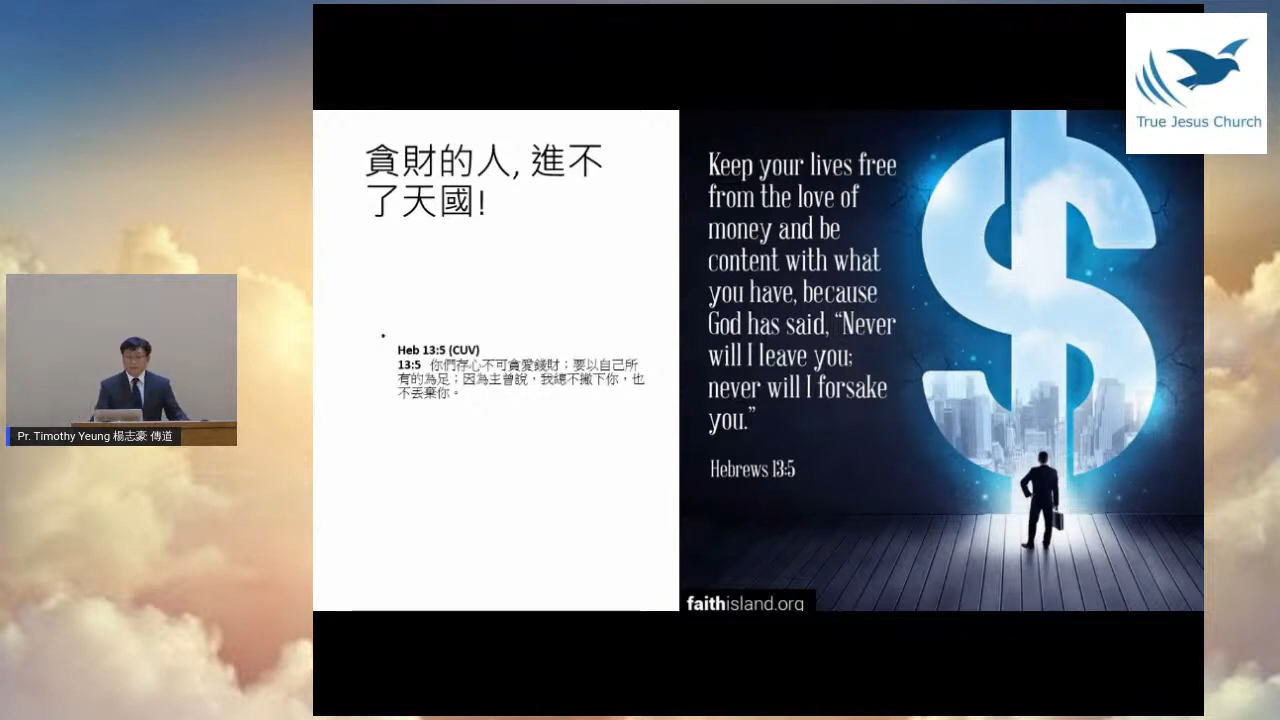 貪財的人, 進不
了天國!
Heb 13:5 (CUV)
13:5 你們存心不可貪愛錢財；要以自己所
有的為足；因為主曾說，我總不撇下你，也
不丟棄你。
Keep your lives free
from the love of
money and be
content with what
you have, because
God has said, “Never
will I leave you;
never will I forsake
you.”
Hebrews 13:5
faithisland.org
True Jesus Church
Pr. Timothy Yeung 楊志豪 傳道